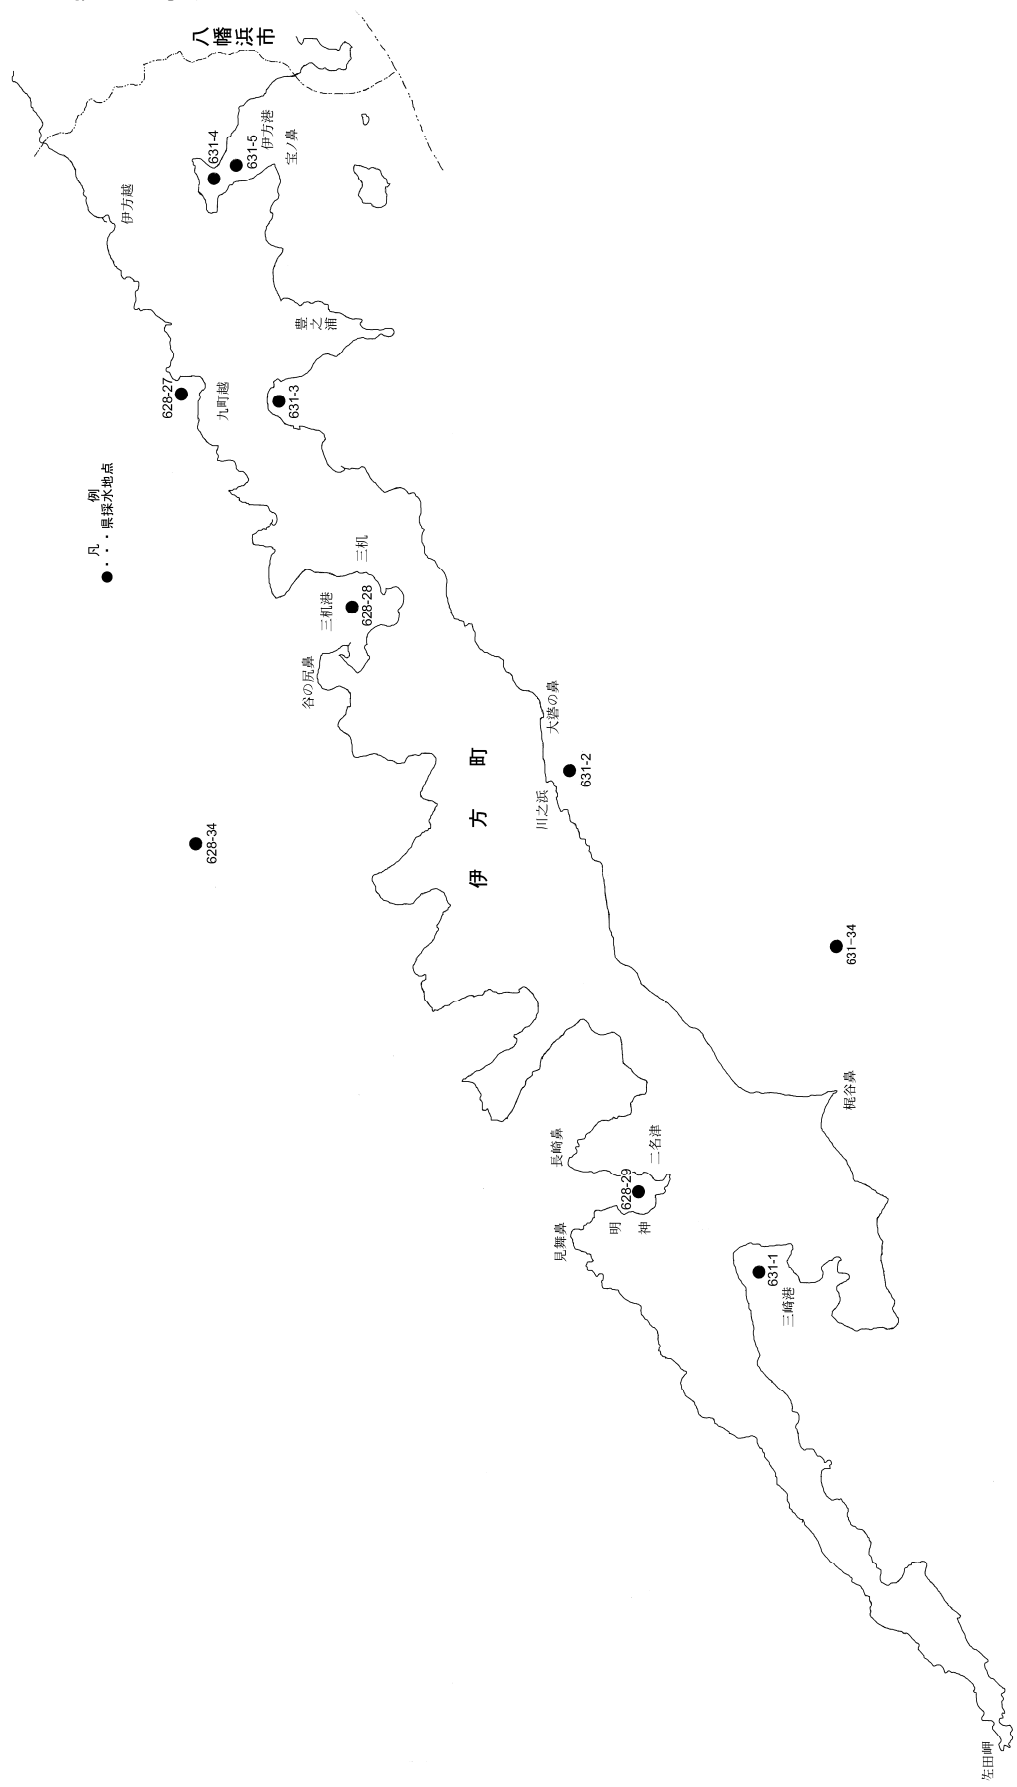 八幡浜市
631-4
631-5
伊方港
宝ノ鼻
伊方越
豊之浦
628-27
九町越
631-3
凡例
●・・・県採水地点
三机
三机港
628-28
谷の尻鼻
大碆の鼻
631-2
川之浜
伊方町
628-34
631-34
梶谷鼻
長崎鼻
二名津
628-29
明神
見舞鼻
631-1
三崎港
佐田岬